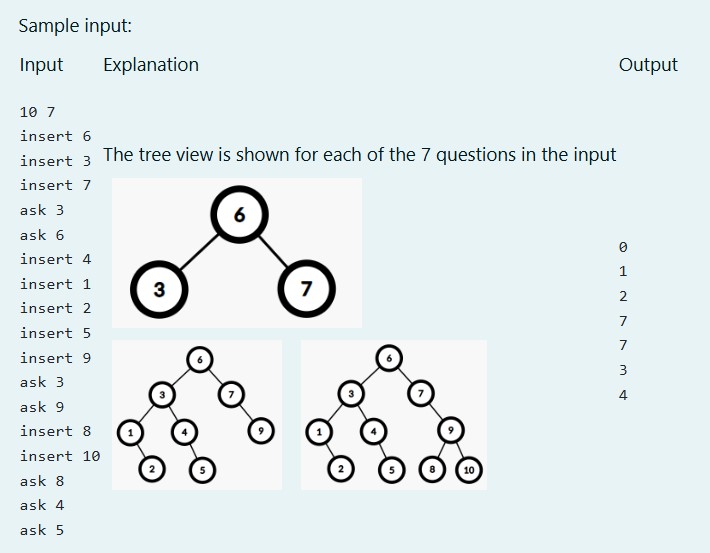 Sample input:
Input Explanation Output
10 7
insert 6
insert 3
The tree view is shown for each of the 7 questions in the input
insert 7
ask 3
ask 6
insert 4
insert 1
insert 2
insert 5
insert 9
ask 3
ask 9
insert 8
insert 10
ask 8
ask 4
ask 5
6
3 7
6
3 7
1 4 9
2 5
6
3 7
1 4 9
2 5 8 10
0
1
2
7
7
3
4